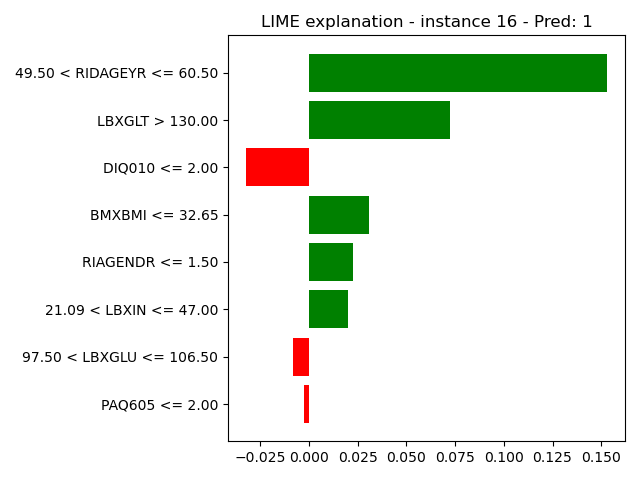 LIME explanation - instance 16 - Pred: 1
49.50 < RIDAGEYR <= 60.50
LBXGLT > 130.00
DIQ010 <= 2.00
BMXBMI <= 32.65
RIAGENDR <= 1.50
21.09 < LBXIN <= 47.00
97.50 < LBXGLU <= 106.50
PAQ605 <= 2.00
−0.025 0.000 0.025 0.050 0.075 0.100 0.125 0.150